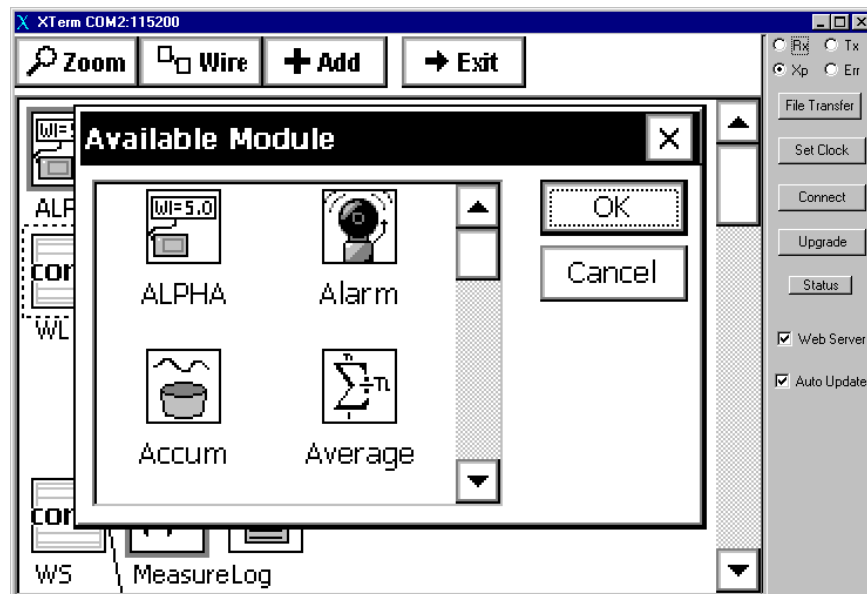 XTerm COM2:115200
Zoom
Wire
Add
Exit
Rx
Tx
Xp
Err
File Transfer
Set Clock
Connect
Upgrade
Status
Web Server
Auto Update
Available Module
WI=5.0
ALPHA
Alarm
Accum
Average
OK
Cancel
WL
WS
MeasureLog